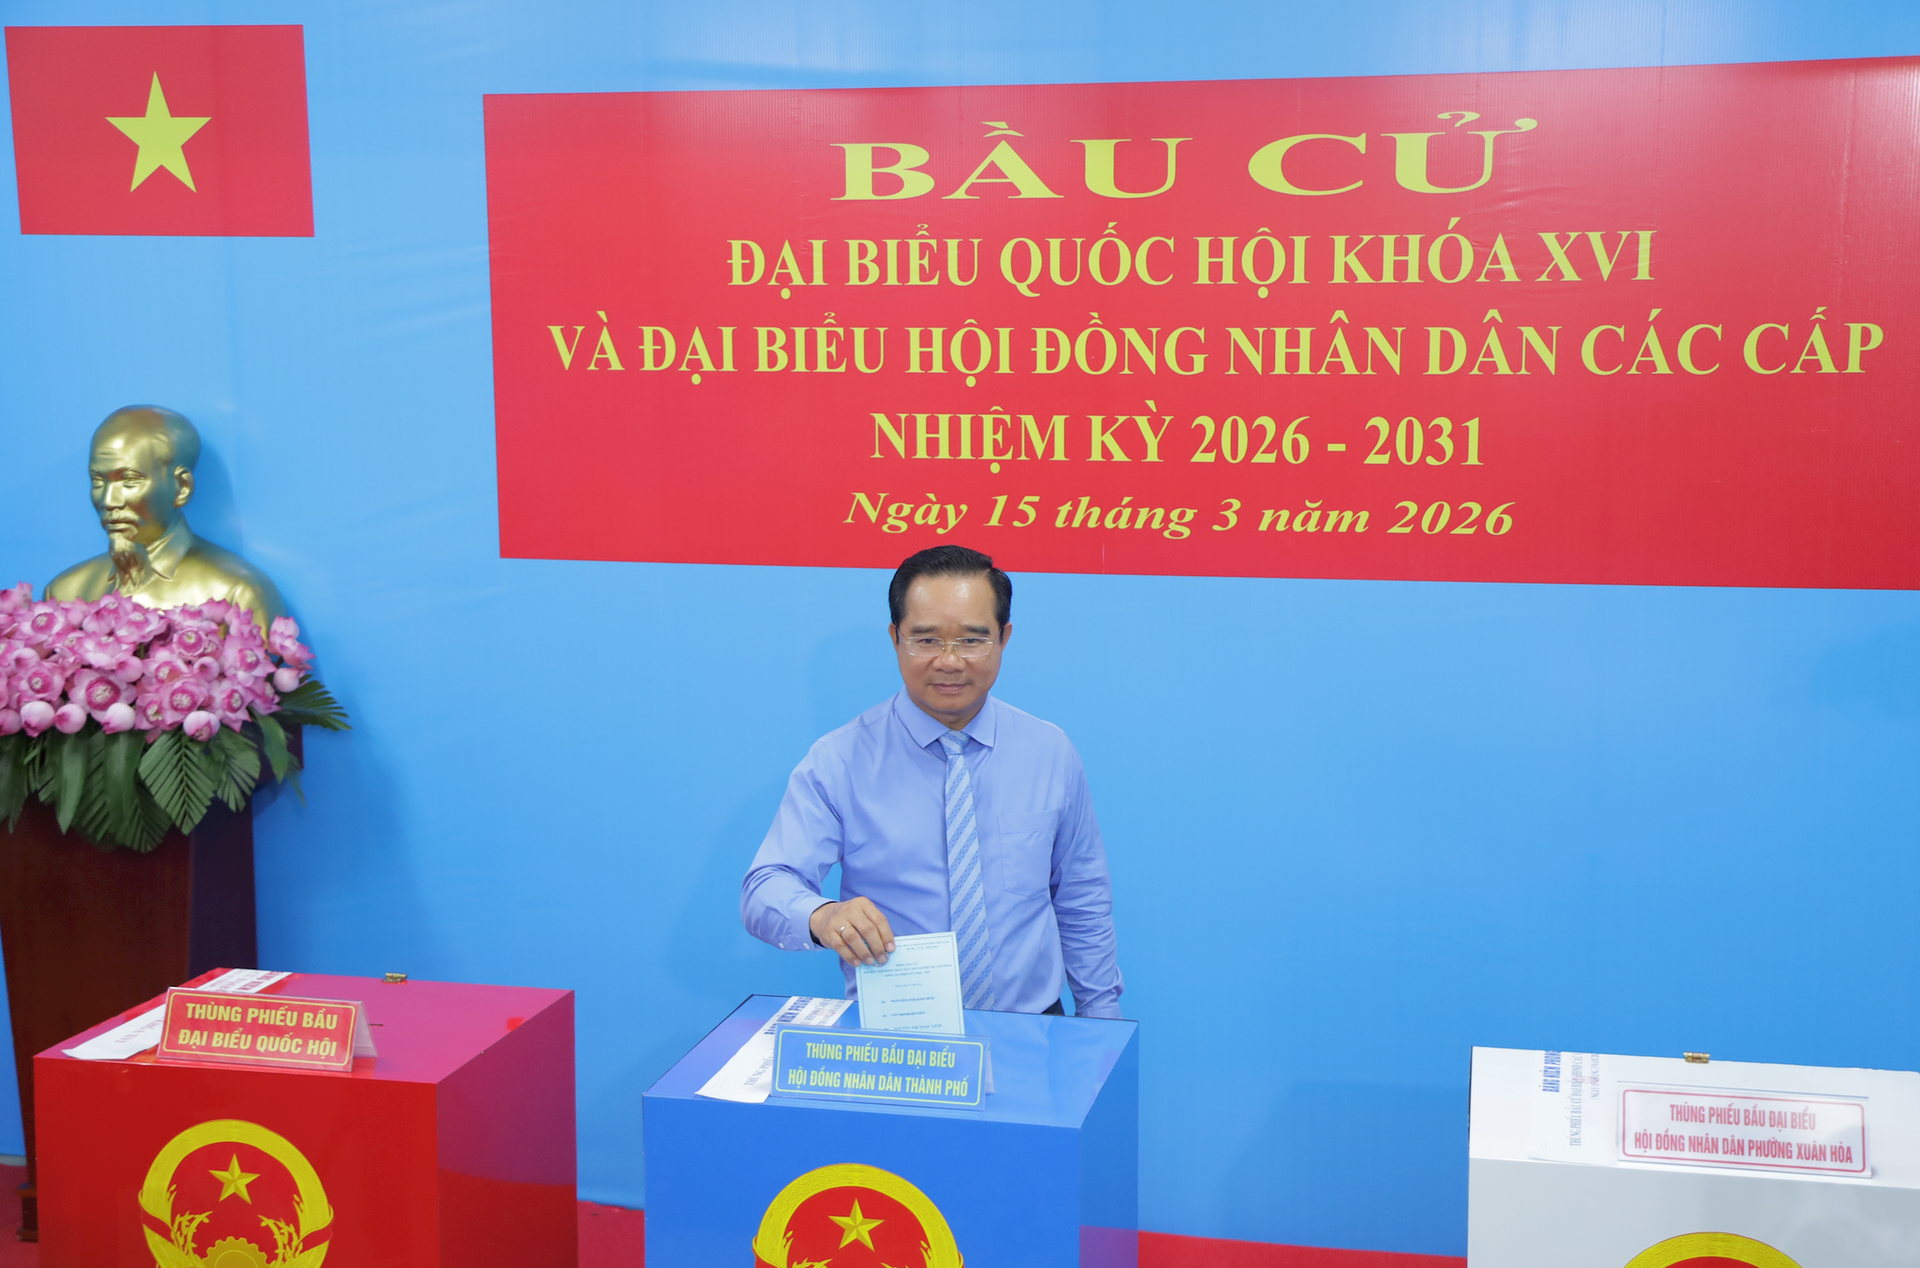 BẦU CỬ
ĐẠI BIỂU QUỐC HỘI KHÓA XVI
VÀ ĐẠI BIỂU HỘI ĐỒNG NHÂN DÂN CÁC CẤP
NHIỆM KỲ 2026 - 2031
Ngày 15 tháng 3 năm 2026
THÙNG PHIẾU BẦU
ĐẠI BIỂU QUỐC HỘI
THÙNG PHIẾU BẦU ĐẠI BIỂU
HỘI ĐỒNG NHÂN DÂN THÀNH PHỐ
THÙNG PHIẾU BẦU ĐẠI BIỂU
HỘI ĐỒNG NHÂN DÂN PHƯỜNG XUÂN HÒA